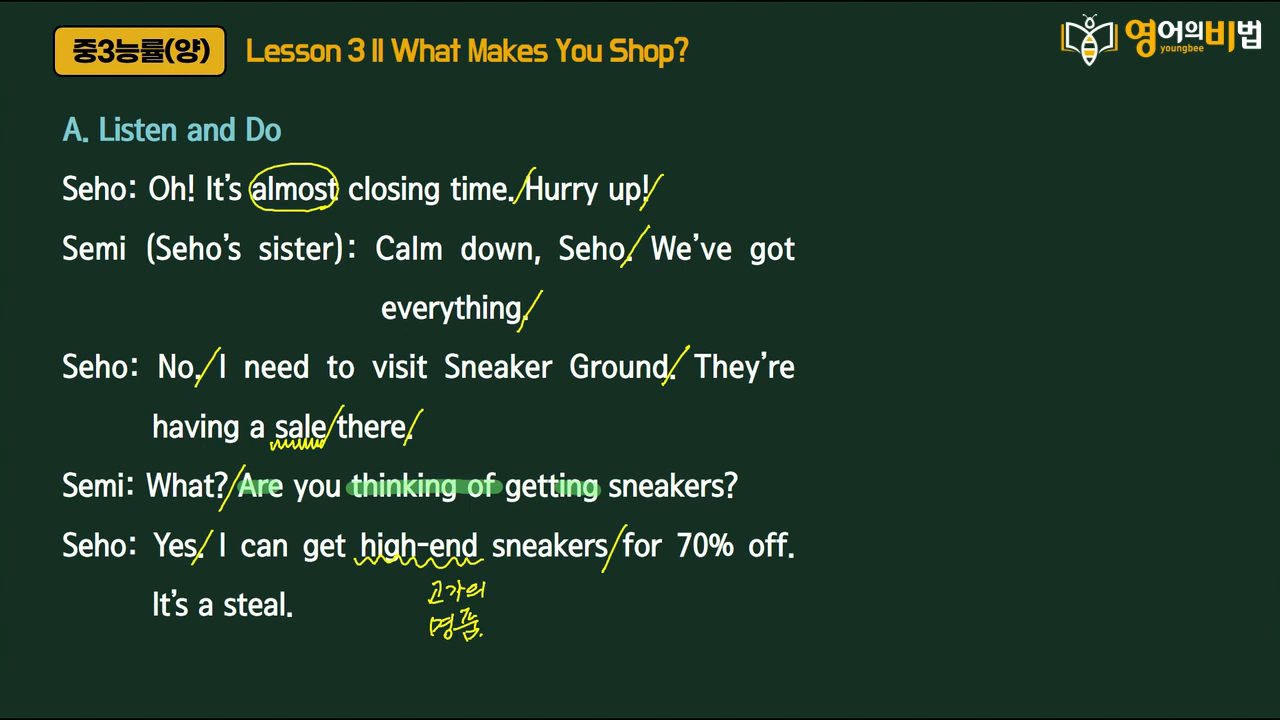 중3능률(양) Lesson 3 II What Makes You Shop?
영어의비법
youngbee
A. Listen and Do
Seho: Oh! It's almost closing time. Hurry up!
Semi (Seho's sister): Calm down, Seho. We've got
everything.
Seho: No. I need to visit Sneaker Ground. They're
having a sale there.
Semi: What? Are you thinking of getting sneakers?
Seho: Yes. I can get high-end sneakers for 70% off.
It's a steal.
고가의
명품.